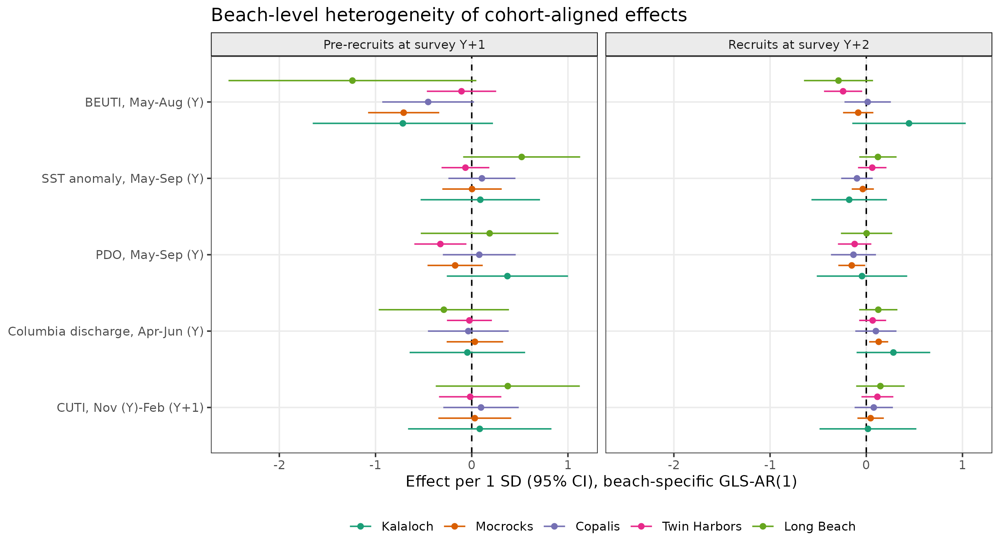 Beach-level heterogeneity of cohort-aligned effects
Pre-recruits at survey Y+1
Recruits at survey Y+2
BEUTI, May-Aug (Y)
SST anomaly, May-Sep (Y)
PDO, May-Sep (Y)
Columbia discharge, Apr-Jun (Y)
CUTI, Nov (Y)-Feb (Y+1)
-2 -1 0 1
-2 -1 0 1
Effect per 1 SD (95% CI), beach-specific GLS-AR(1)
Kalaloch Mocrocks Copalis Twin Harbors Long Beach